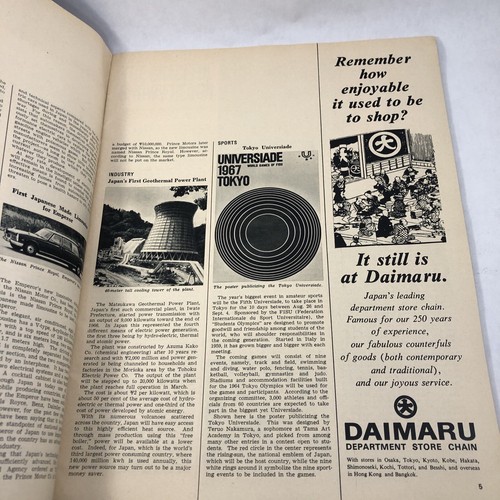 First Japanese Made
for Emperor
The Nissan Prince Royal
a budget of ¥50,000,000. Prince Motors later
merged with Nissan, so the new limousine was
named Nissan Prince Royal. However, ac-
cording to Nissan, the same type limousine
will not be put on the market.
INDUSTRY
Japan's First Geothermal Power Plant
tall cooling tower of the plant.
The Matsukawa Geothermal Power Plant,
Japan's first such commercial plant, in Iwate
Prefecture, started power transmission with
an output of 9,000 kilowatts toward the end of
1966. In Japan this represented the fourth
different means of electric power generation,
the first three being by hydro-electric, thermal
and atomic power.
The plant was constructed by Azuma Kako
Co. (chemical engineering) after 10 years re-
search and with ¥2,000 million and power gen-
erated is being channeled to households and
factories in the Morioka area by the Tohoku
Electric Power Co. The output of the plant
will be stepped up to 20,000 kilowatts when
the plant reaches full operation in March.
The cost is about ¥2 per kilowatt, which is
about 50 per cent of the average cost of hydro-
electric or thermal power and one-third of the
cost of power developed by atomic energy.
With its numerous volcanoes scattered
across the country, Japan will have easy access
to this highly efficient heat source. And
through mass production using this "free
boiler," power will be available at a lower
cost. Indeed for Japan, which is the world's
third largest power consuming country, where
140,000 million kwh is used annually, this
new power source may turn out to be a major
money saver.
SPORTS
Tokyo Universiade
UNIVERSIADE
WORLD GAMES OF FISU
1967
TOKYO
The poster publicizing the Tokyo Universiade.
The year's biggest event in amateur sports
will be the Fifth Universiade, to take place in
Tokyo for the 10 days between Aug. 26 and
Sept. 4. Sponsored by FISU (Federation
Internationale du Sport Universitaire), the
"Students Olympics" are designed to promote
goodwill and friendship among students of the
world, who will shoulder responsibilities in
the coming generation. Started in Italy in
1959, it has grown bigger and bigger with each
meeting.
The coming games will consist of nine
events, namely, track and field, swimming
and diving, water polo, fencing, tennis, bas-
ketball, volleyball, gymnastics and judo.
Stadiums and accommodation facilities built
for the 1964 Tokyo Olympics will be used for
the games and participants. According to the
organizing committee, 3,000 athletes and offi-
cials from 60 countries are expected to take
part in the biggest yet Universiade.
Shown here is the poster publicizing the
Tokyo Universiade. This was designed by
Teruo Nakamura, a sophomore at Tama Art
Academy in Tokyo, and picked from among
many other entries in a contest open to stu-
dents. The red circle at the center represents
the rising-sun, the national emblem of Japan,
which will be the host country, while the nine
white rings around it symbolize the nine sport-
ing events to be included in the games.
Remember
how
enjoyable
it used to be
to shop?
大
It still is
at Daimaru.
Japan's leading
department store chain.
Famous for our 250 years
of experience,
our fabulous counterfuls
of goods (both contemporary
and traditional),
and our joyous service.
大
DAIMARU
DEPARTMENT STORE CHAIN
With stores in Osaka, Tokyo, Kyoto, Kobe, Hakata,
Shimonoseki, Kochi, Tottori, and Beschi, and overseas
in Hong Kong and Bangkok.
5